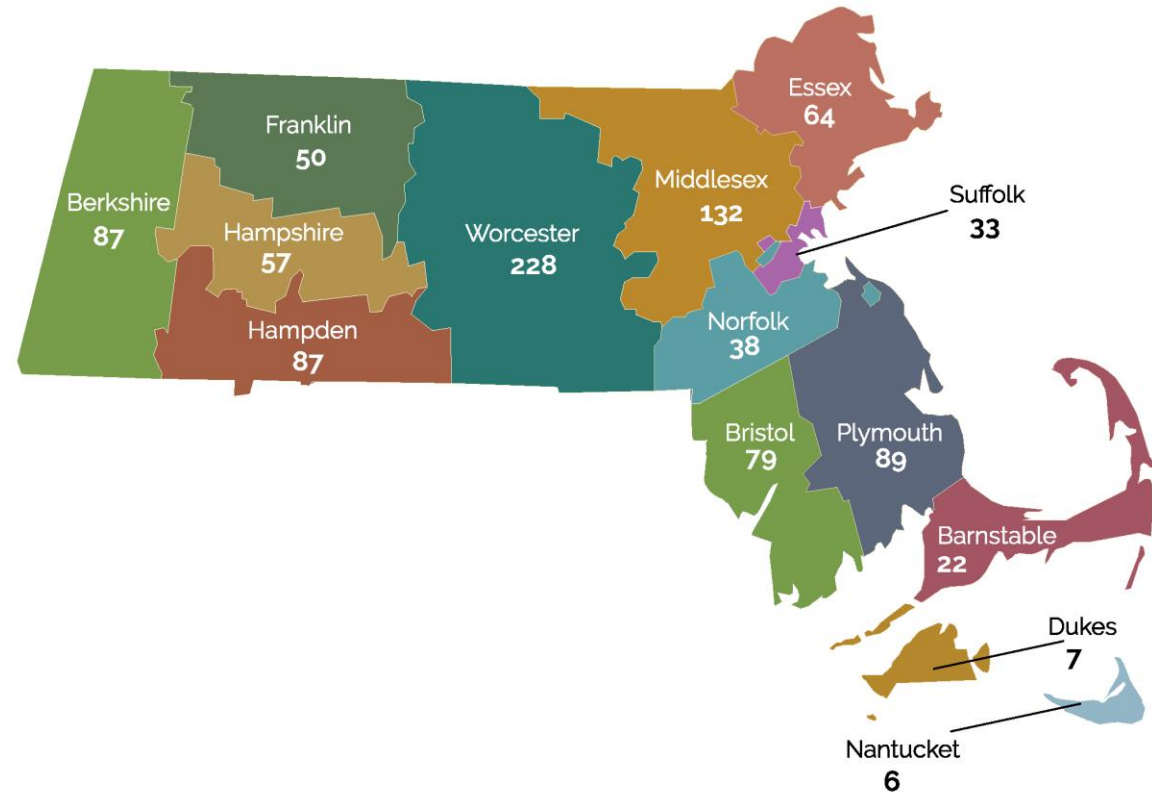 Essex
64
Franklin
50
Middlesex
132
Suffolk
33
Berkshire
87
Hampshire
57
Worcester
228
Norfolk
38
Hampden
87
Bristol
79
Plymouth
89
Barnstable
22
Dukes
7
Nantucket
6